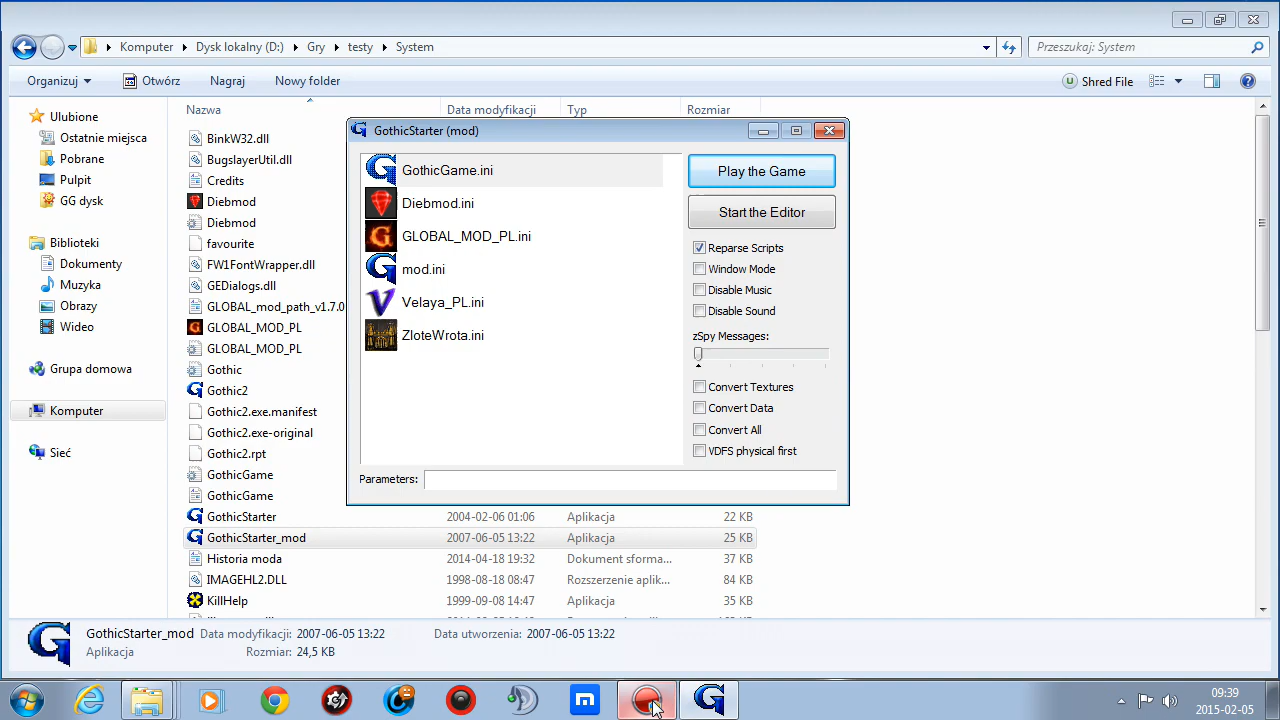 Komputer
Dysk lokalny (D:)
Gry
testy
System
Przeszukaj: System
Organizuj
Otwórz
Nagraj
Nowy folder
Shred File
Ulubione
Ostatnie miejsca
Pobrane
Pulpit
GG dysk
Biblioteki
Dokumenty
Muzyka
Obrazy
Wideo
Grupa domowa
Komputer
Sieć
Nazwa
Data modyfikacji
Typ
Rozmiar
BinkW32.dll
BugslayerUtil.dll
Credits
Diebmod
Diebmod
favourite
FW1FontWrapper.dll
GEDialogs.dll
GLOBAL_mod_path_v1.7.0
GLOBAL_MOD_PL
GLOBAL_MOD_PL
Gothic
Gothic2
Gothic2.exe.manifest
Gothic2.exe-original
Gothic2.rpt
GothicGame
GothicGame
GothicStarter 2004-02-06 01:06 Aplikacja 22 KB
GothicStarter_mod 2007-06-05 13:22 Aplikacja 25 KB
Historia moda 2014-04-18 19:32 Dokument sforma... 37 KB
IMAGEHL2.DLL 1998-08-18 08:47 Rozszerzenie aplik... 84 KB
KillHelp 1999-09-08 14:47 Aplikacja 35 KB
GothicStarter (mod)
GothicGame.ini
Diebmod.ini
GLOBAL_MOD_PL.ini
mod.ini
Velaya_PL.ini
ZloteWrota.ini
Play the Game
Start the Editor
Reparse Scripts
Window Mode
Disable Music
Disable Sound
zSpy Messages:
Convert Textures
Convert Data
Convert All
VDFS physical first
Parameters:
GothicStarter_mod Data modyfikacji: 2007-06-05 13:22 Data utworzenia: 2007-06-05 13:22
Aplikacja Rozmiar: 24,5 KB
09:39
2015-02-05